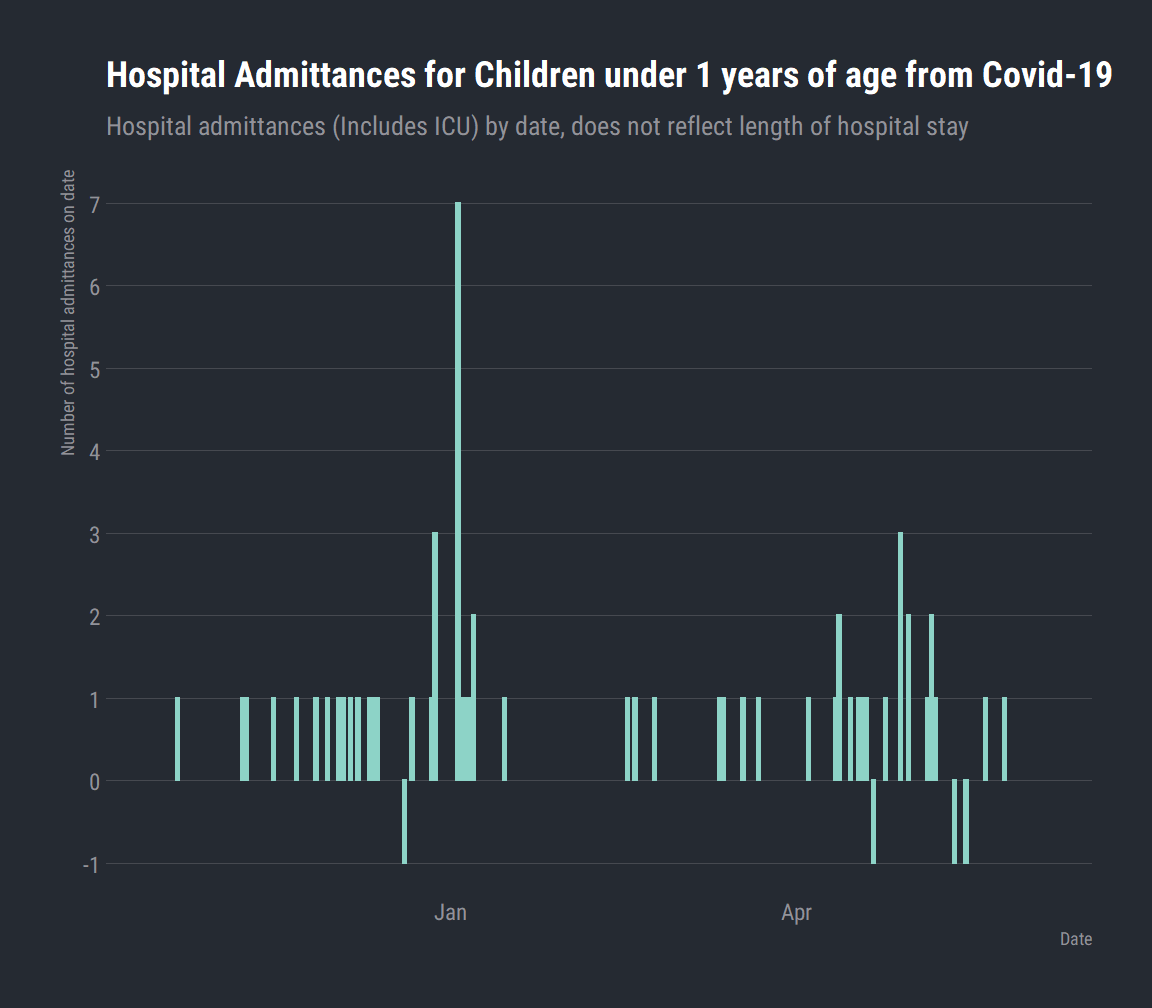 Hospital Admittances for Children under 1 years of age from Covid-19
Hospital admittances (Includes ICU) by date, does not reflect length of hospital stay
Number of hospital admittances on date
7
6
5
4
3
2
1
0
-1
Jan
Apr
Date